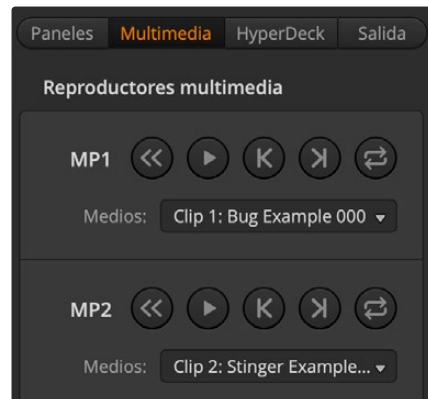 Paneles Multimedia HyperDeck Salida
Reproductores multimedia
MP1
Medios: Clip 1: Bug Example 000
MP2
Medios: Clip 2: Stinger Example...